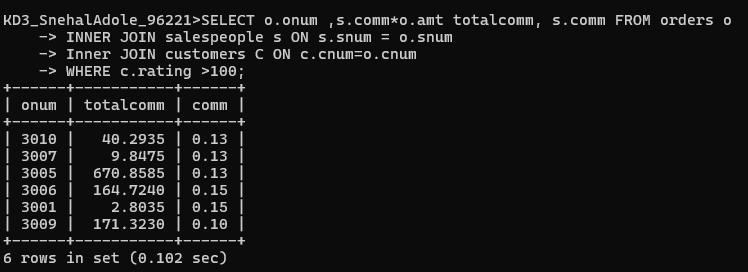 KD3_SnehalAdole_96221>SELECT o.onum ,s.comm*o.amt totalcomm, s.comm FROM orders o
    -> INNER JOIN salespeople s ON s.snum = o.snum
    -> Inner JOIN customers C ON c.cnum=o.cnum
    -> WHERE c.rating >100;
+------+-----------+------+
| onum | totalcomm | comm |
+------+-----------+------+
| 3010 |   40.2935 | 0.13 |
| 3007 |    9.8475 | 0.13 |
| 3005 |  670.8585 | 0.13 |
| 3006 |  164.7240 | 0.15 |
| 3001 |    2.8035 | 0.15 |
| 3009 |  171.3230 | 0.10 |
+------+-----------+------+
6 rows in set (0.102 sec)